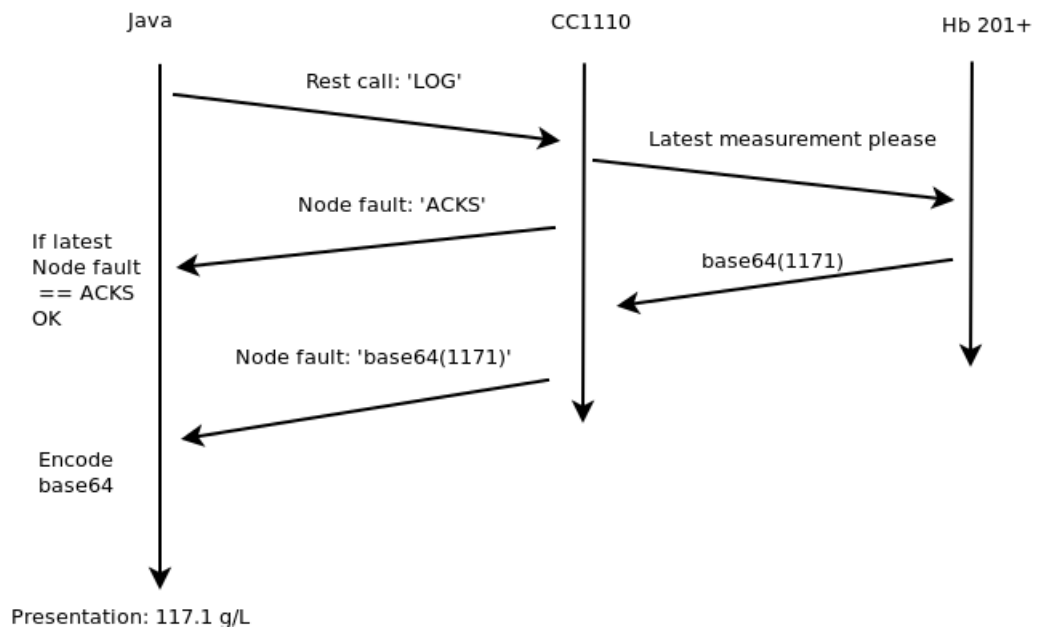 Java
CC1110
Hb 201+
Rest call: 'LOG'
Latest measurement please
Node fault: 'ACKS'
If latest
Node fault
== ACKS
OK
base64(1171)
Node fault: 'base64(1171)'
Encode
base64
Presentation: 117.1 g/L